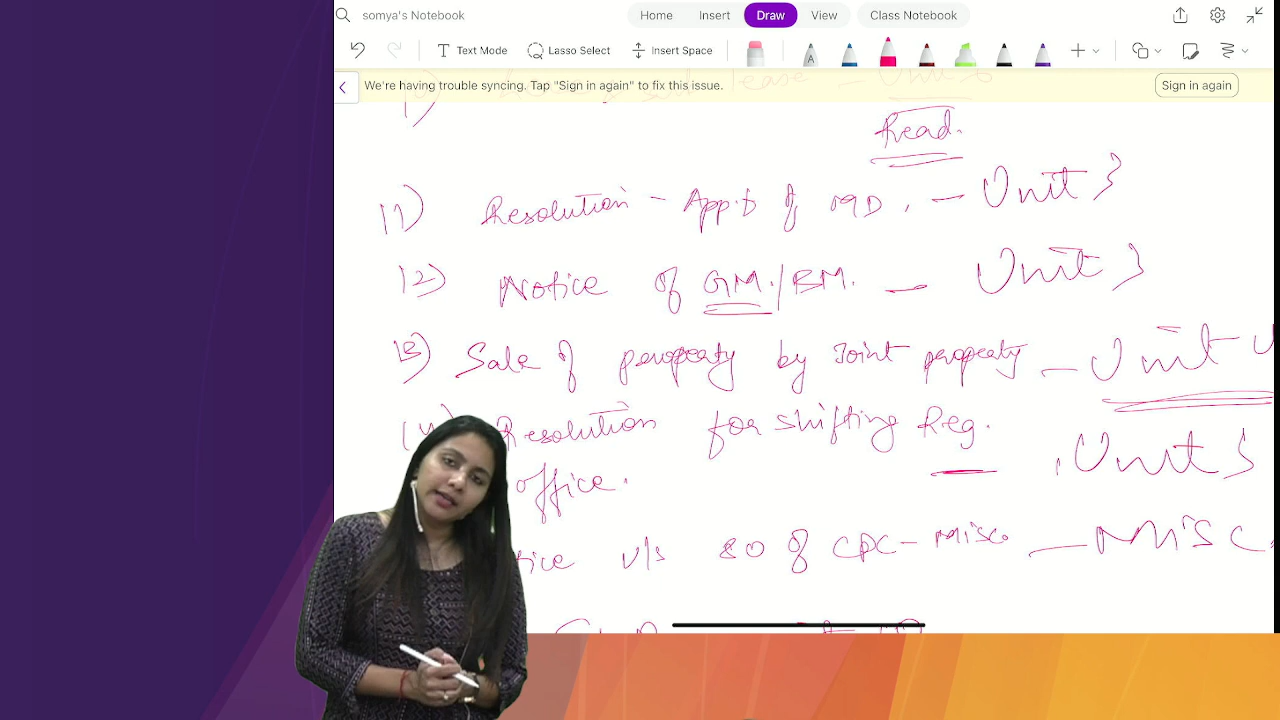 somya's Notebook Home Insert Draw View Class Notebook
Text Mode Lasso Select Insert Space
We're having trouble syncing. Tap "Sign in again" to fix this issue. Sign in again
lease - Unit
Read.
11) Resolution - App.t of MD. - Unit 3
12) Notice of GM./BM. - Unit 3
13) Sale of property by Joint property - Unit
Resolution for shifting Reg. office. Unit 3
u/s 80 of CPC - Misc - Misc